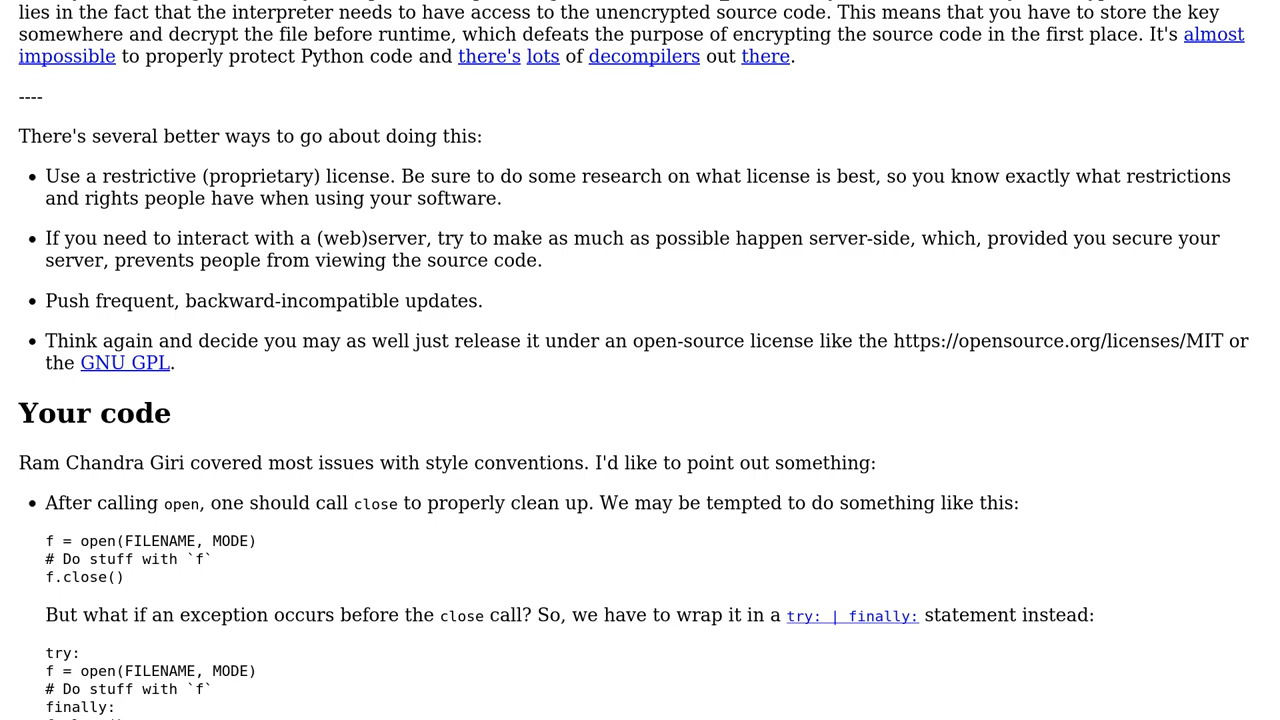 lies in the fact that the interpreter needs to have access to the unencrypted source code. This means that you have to store the key
somewhere and decrypt the file before runtime, which defeats the purpose of encrypting the source code in the first place. It's almost
impossible to properly protect Python code and there's lots of decompilers out there.
----
There's several better ways to go about doing this:
• Use a restrictive (proprietary) license. Be sure to do some research on what license is best, so you know exactly what restrictions
and rights people have when using your software.
• If you need to interact with a (web)server, try to make as much as possible happen server-side, which, provided you secure your
server, prevents people from viewing the source code.
• Push frequent, backward-incompatible updates.
• Think again and decide you may as well just release it under an open-source license like the https://opensource.org/licenses/MIT or
the GNU GPL.
Your code
Ram Chandra Giri covered most issues with style conventions. I'd like to point out something:
• After calling open, one should call close to properly clean up. We may be tempted to do something like this:
f = open(FILENAME, MODE)
# Do stuff with `f`
f.close()
But what if an exception occurs before the close call? So, we have to wrap it in a try: | finally: statement instead:
try:
f = open(FILENAME, MODE)
# Do stuff with `f`
finally: